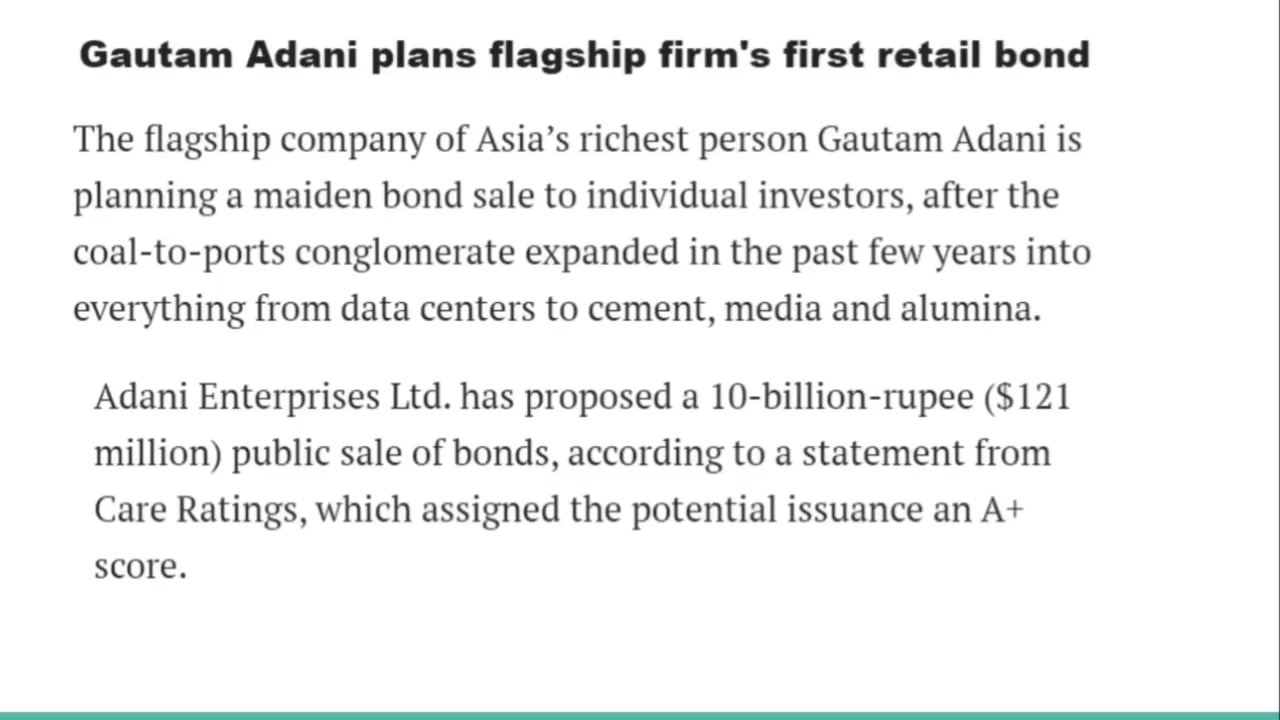 Gautam Adani plans flagship firm's first retail bond
The flagship company of Asia’s richest person Gautam Adani is
planning a maiden bond sale to individual investors, after the
coal-to-ports conglomerate expanded in the past few years into
everything from data centers to cement, media and alumina.
Adani Enterprises Ltd. has proposed a 10-billion-rupee ($121
million) public sale of bonds, according to a statement from
Care Ratings, which assigned the potential issuance an A+
score.